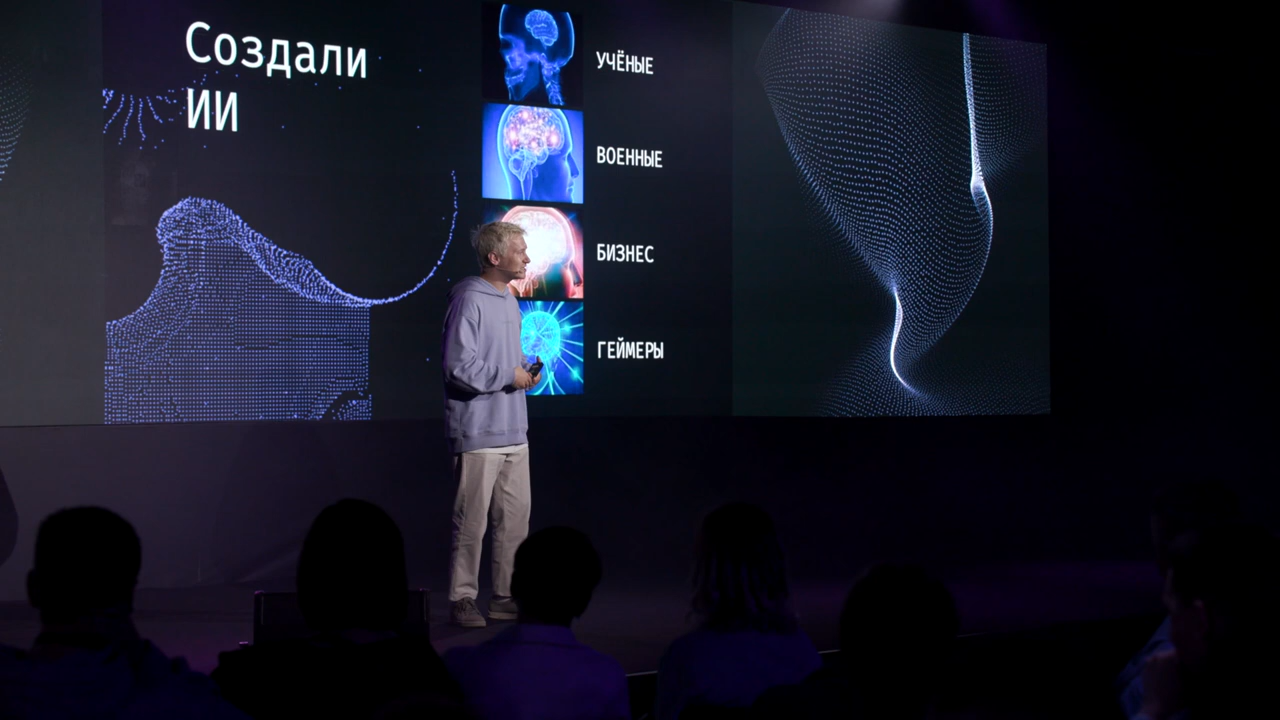 Создали
ИИ
УЧЁНЫЕ
ВОЕННЫЕ
БИЗНЕС
ГЕЙМЕРЫ